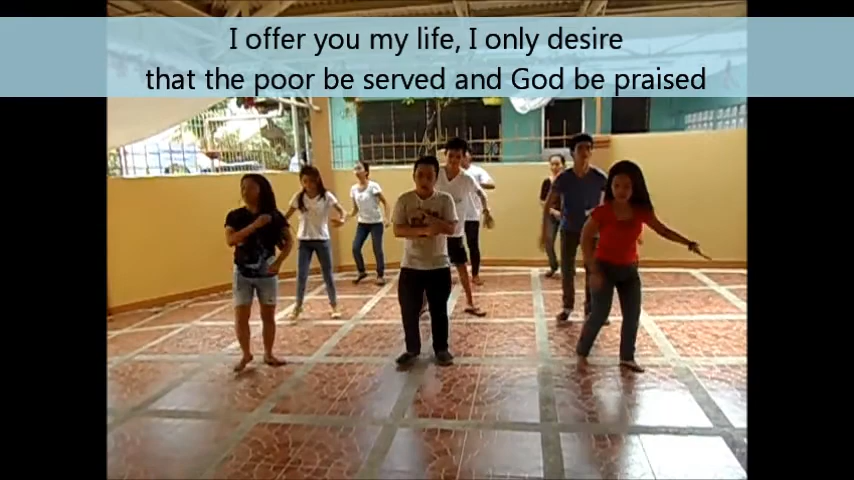 I offer you my life, I only desire
that the poor be served and God be praised